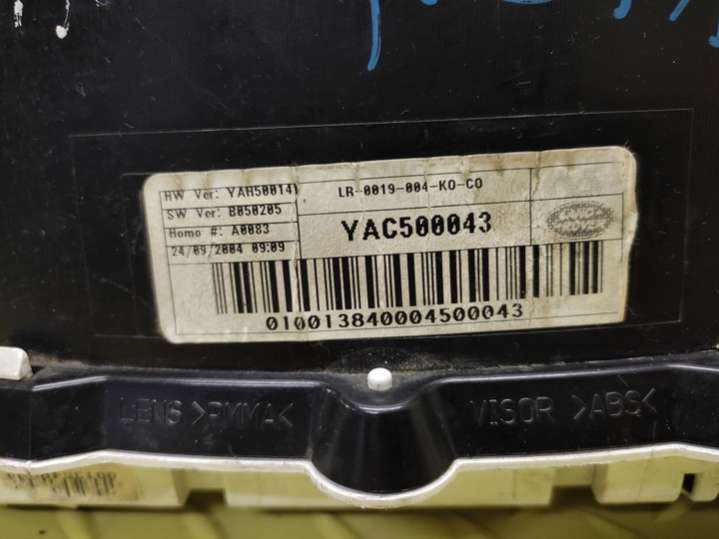 HW Ver: YAH50014
LR-0019-004-KO-CO
SW Ver: B050205
YAC500043
Homo #: A0083
24/09/2004 09:09
010013840004500043
LENS >PMMA<
VISOR >ABS<